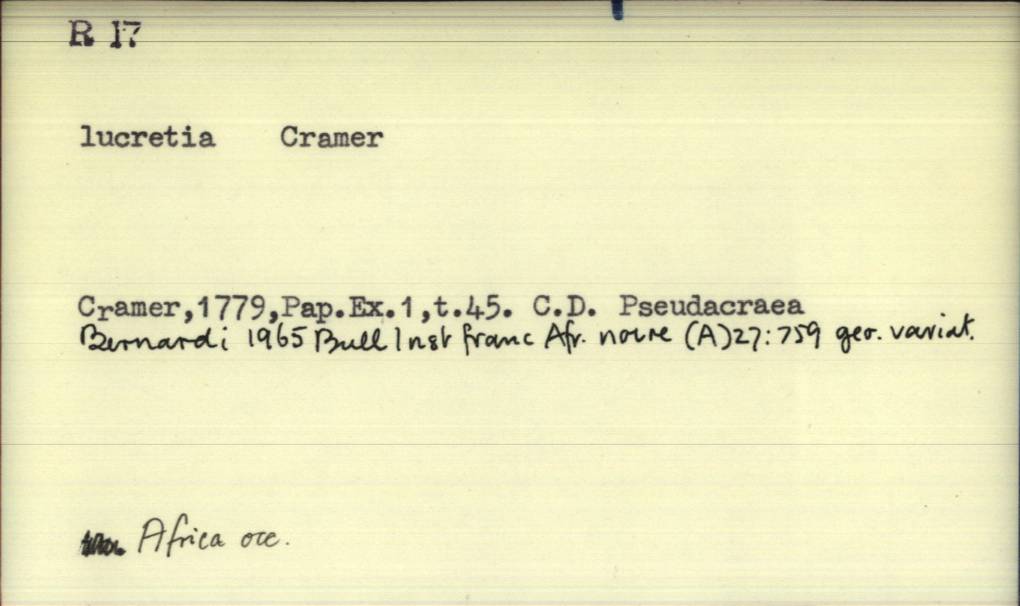 R 17
lucretia Cramer
Cramer,1779,Pap.Ex.1,t.45. C.D. Pseudacraea
Bernardi 1965 Bull Inst franc Afr. noire (A)27:759 geo. variat.
Africa occ.